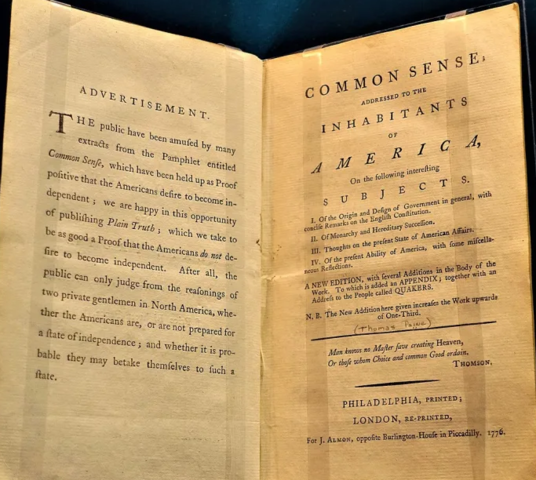 ADVERTISEMENT.
THE public have been amuſed by many
extracts from the Pamphlet entitled
Common Senſe, which have been held up as Proof
poſitive that the Americans deſire to become in-
dependent; we are happy in this opportunity
of publiſhing Plain Truth; which we take to
be as good a Proof that the Americans do not de-
ſire to become independent. After all, the
public can only judge from the reaſonings of
two private gentlemen in North America, whe-
ther the Americans are, or are not prepared for
a ſtate of independence; and whether it is pro-
bable they may betake themſelves to ſuch a
ſtate.
COMMON SENSE;
ADDRESSED TO THE
INHABITANTS
OF
AMERICA,
On the following intereſting
SUBJECTS.
I. Of the Origin and Deſign of Government in general, with
conciſe Remarks on the Engliſh Conſtitution.
II. Of Monarchy and Hereditary Succeſſion.
III. Thoughts on the preſent State of American Affairs.
IV. Of the preſent Ability of America, with ſome miſcella-
neous Reflections.
A NEW EDITION, with ſeveral Additions in the Body of the
Work. To which is added an APPENDIX; together with an
Addreſs to the People called QUAKERS.
N. B. The New Addition here given increaſes the Work upwards
of One-Third.
(Thomas Paine)
Man knows no Maſter ſave creating Heaven,
Or thoſe whom Choice and common Good ordain.
THOMSON.
PHILADELPHIA, PRINTED;
LONDON, RE-PRINTED,
For J. ALMON, oppoſite Burlington-Houſe in Piccadilly. 1776.